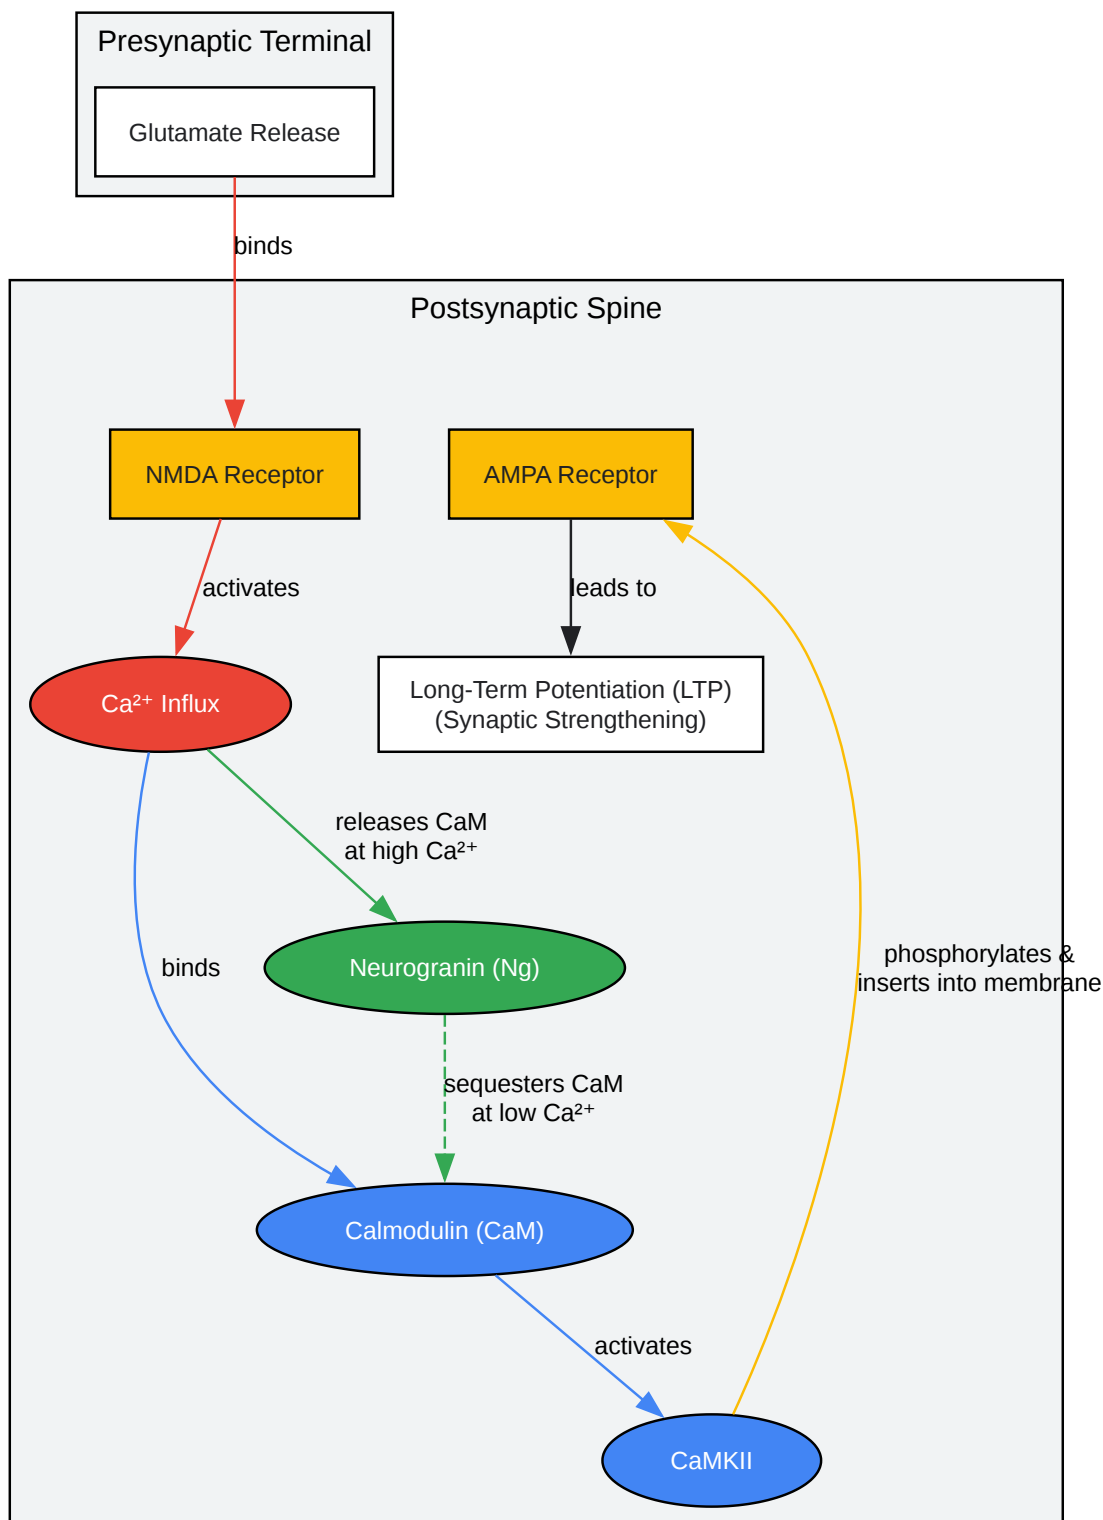 Presynaptic Terminal
Glutamate Release
binds
Postsynaptic Spine
NMDA Receptor
AMPA Receptor
activates
leads to
Ca²⁺ Influx
Long-Term Potentiation (LTP)
(Synaptic Strengthening)
releases CaM
at high Ca²⁺
binds
Neurogranin (Ng)
phosphorylates &
inserts into membrane
sequesters CaM
at low Ca²⁺
Calmodulin (CaM)
activates
CaMKII